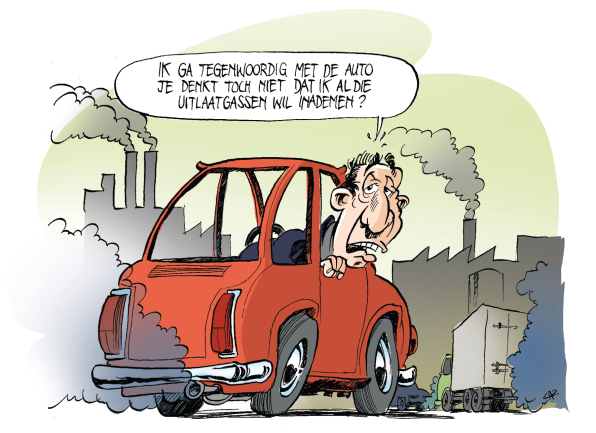 IK GA TEGENWOORDIG MET DE AUTO
JE DENKT TOCH NIET DAT IK AL DIE
UITLAATGASSEN WIL INADEMEN ?